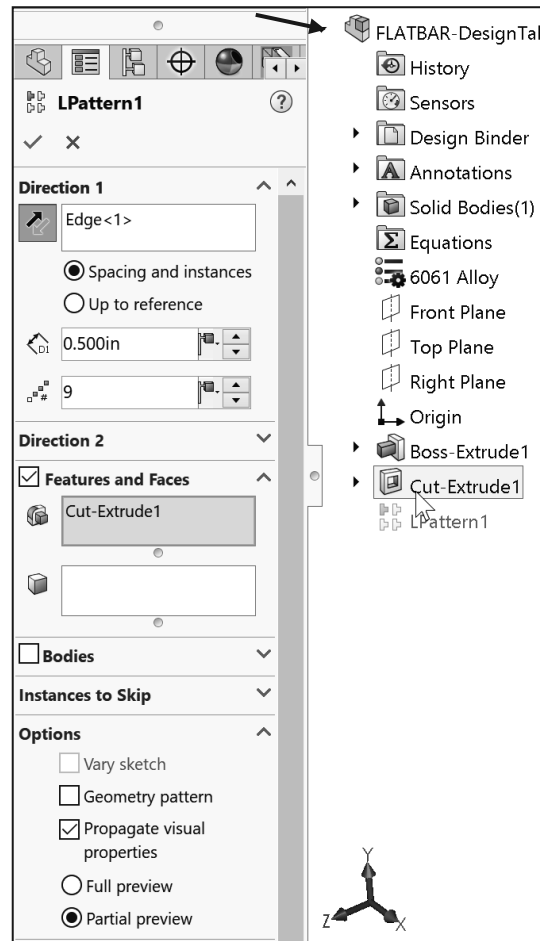 LPattern1
?
Direction 1
Edge<1>
Spacing and instances
Up to reference
D1
0.500in
#
9
Direction 2
Features and Faces
Cut-Extrude1
Bodies
Instances to Skip
Options
Vary sketch
Geometry pattern
Propagate visual
properties
Full preview
Partial preview
FLATBAR-DesignTal
History
Sensors
Design Binder
A Annotations
Solid Bodies(1)
Σ Equations
6061 Alloy
Front Plane
Top Plane
Right Plane
Origin
Boss-Extrude1
Cut-Extrude1
LPattern1
Y
Z
X